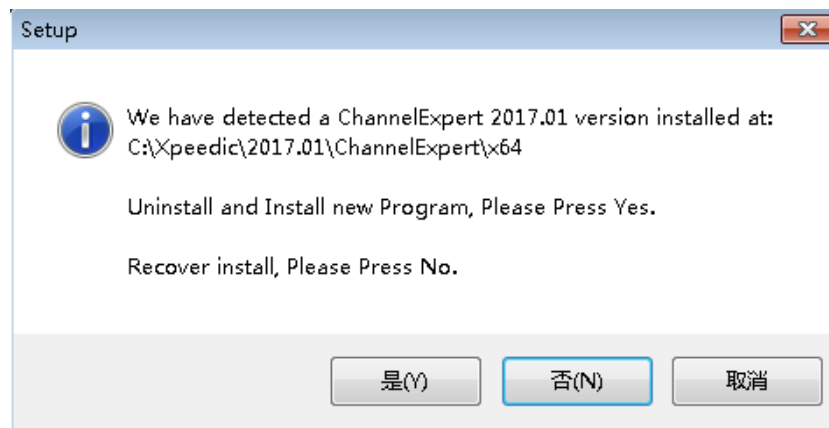 Setup
We have detected a ChannelExpert 2017.01 version installed at:
C:\Xpeedic\2017.01\ChannelExpert\x64
Uninstall and Install new Program, Please Press Yes.
Recover install, Please Press No.
是(Y) 否(N) 取消